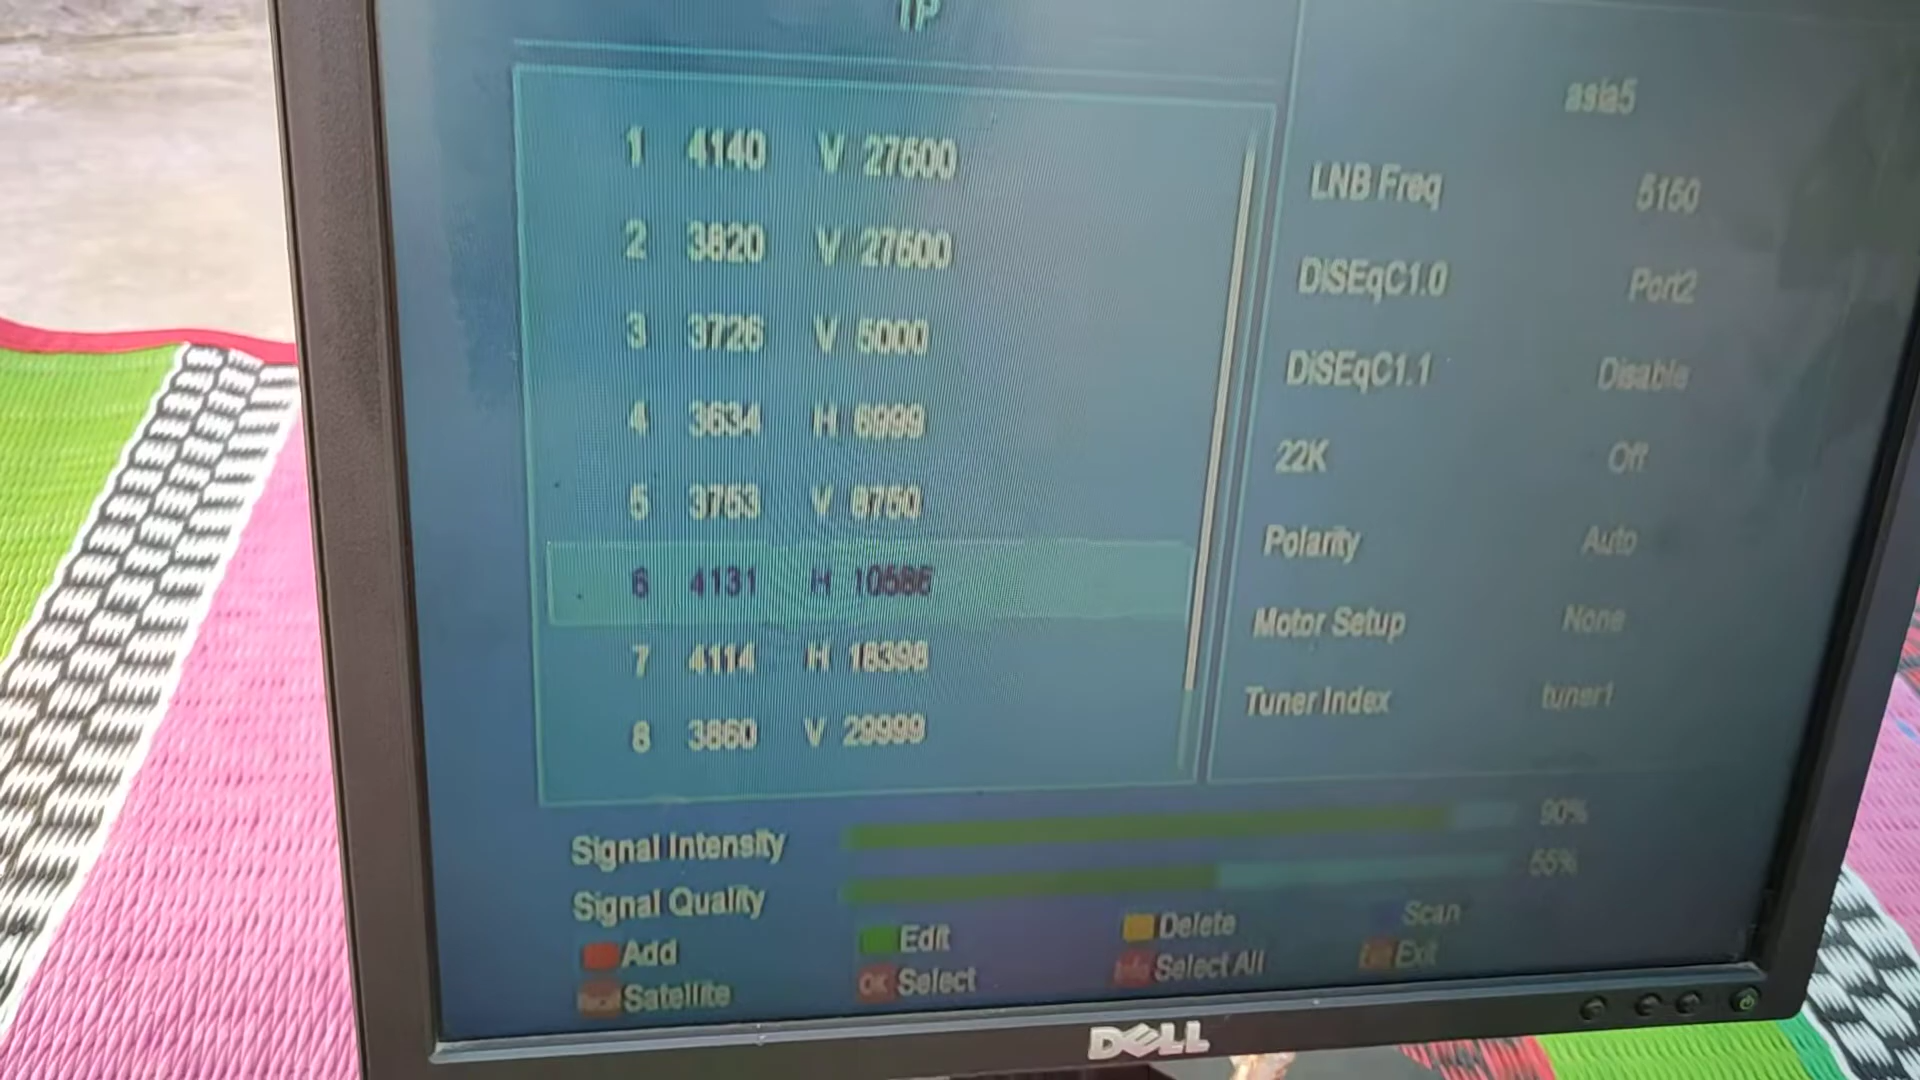 TP
1 4140 V 27500
2 3820 V 27500
3 3726 V 5000
4 3634 H 6999
5 3753 V 8750
6 4131 H 10586
7 4114 H 18398
8 3860 V 29999
asia5
LNB Freq 5150
DiSEqC1.0 Port2
DiSEqC1.1 Disable
22K Off
Polarity Auto
Motor Setup None
Tuner Index tuner1
Signal Intensity 90%
Signal Quality 55%
Add Edit Delete Scan
Recall Satellite OK Select Info Select All Exit Exit
DELL